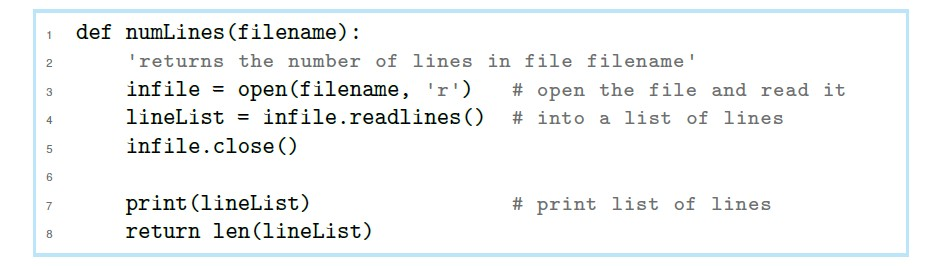 1 def numLines(filename):
2     'returns the number of lines in file filename'
3     infile = open(filename, 'r')   # open the file and read it
4     lineList = infile.readlines()  # into a list of lines
5     infile.close()
6
7     print(lineList)                # print list of lines
8     return len(lineList)